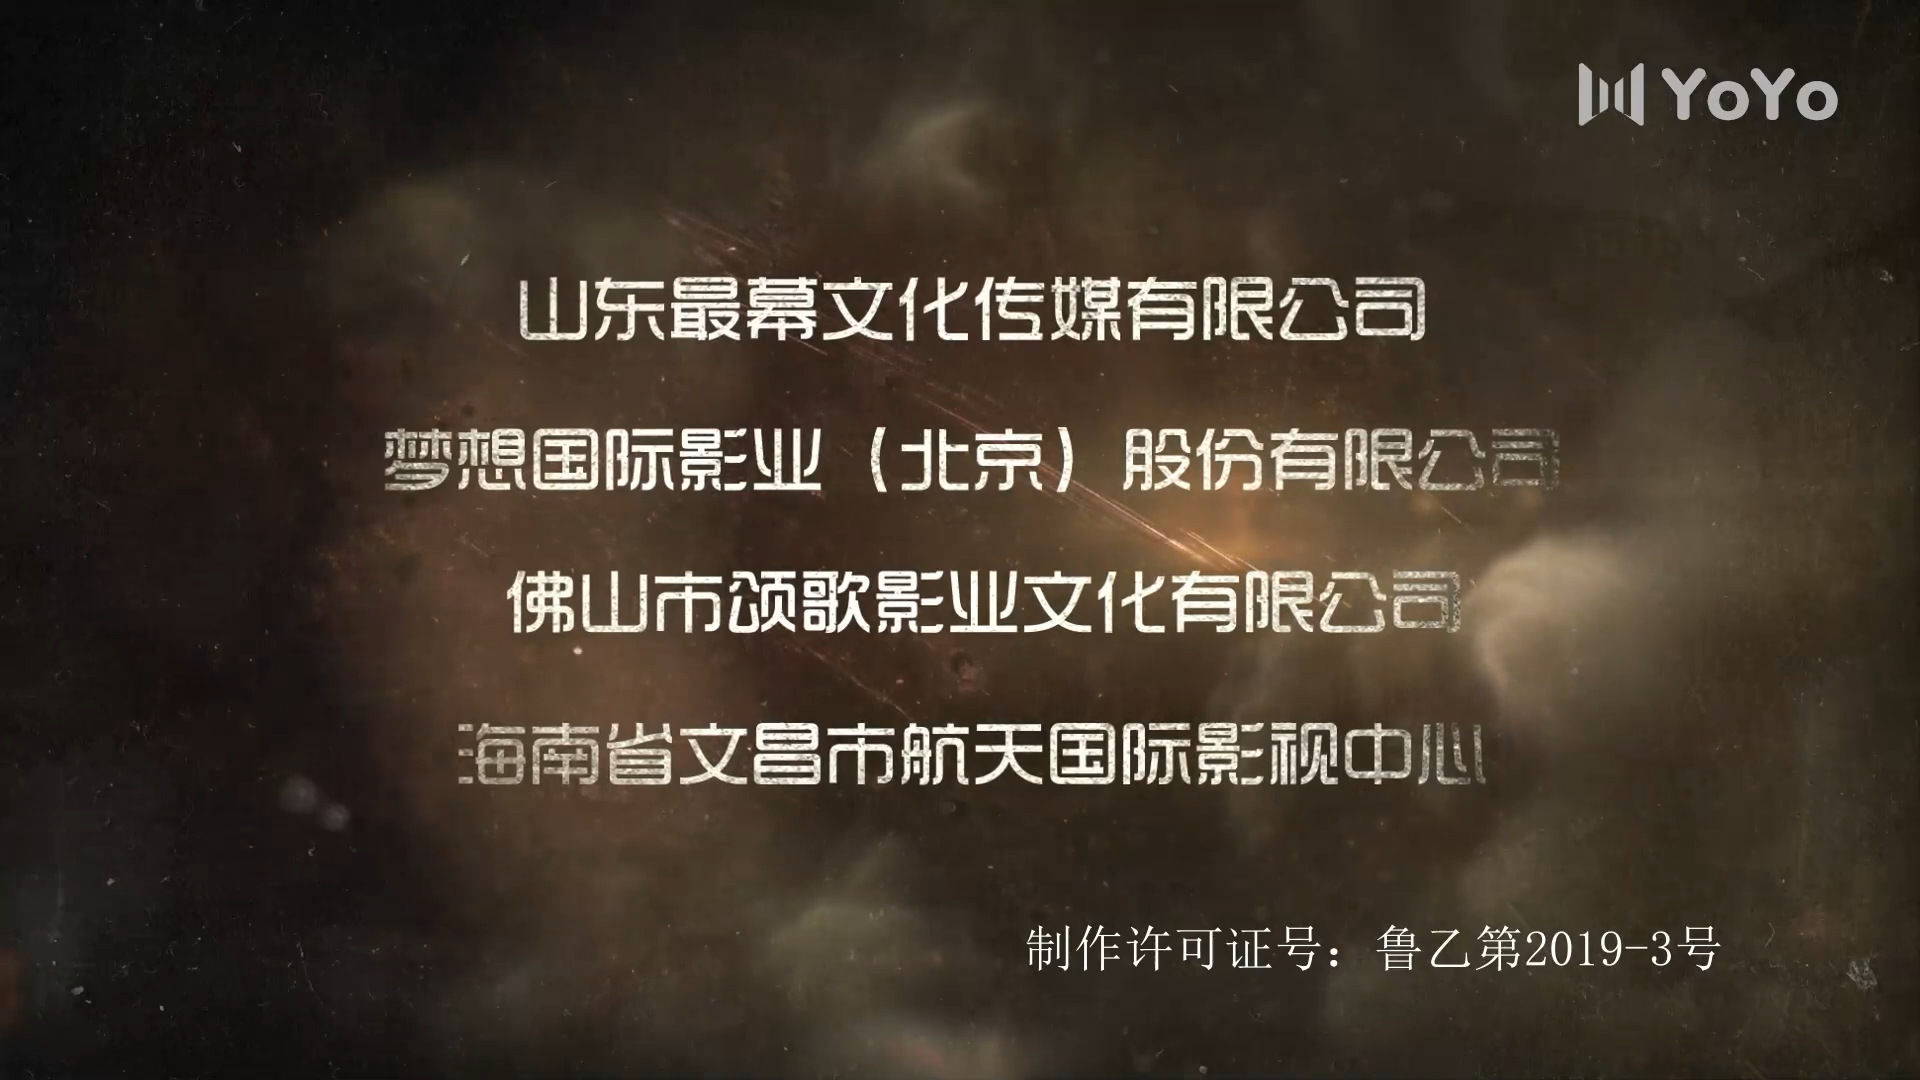 YoYo
山东最幕文化传媒有限公司
梦想国际影业（北京）股份有限公司
佛山市颂歌影业文化有限公司
海南省文昌市航天国际影视中心
制作许可证号：鲁乙第2019-3号